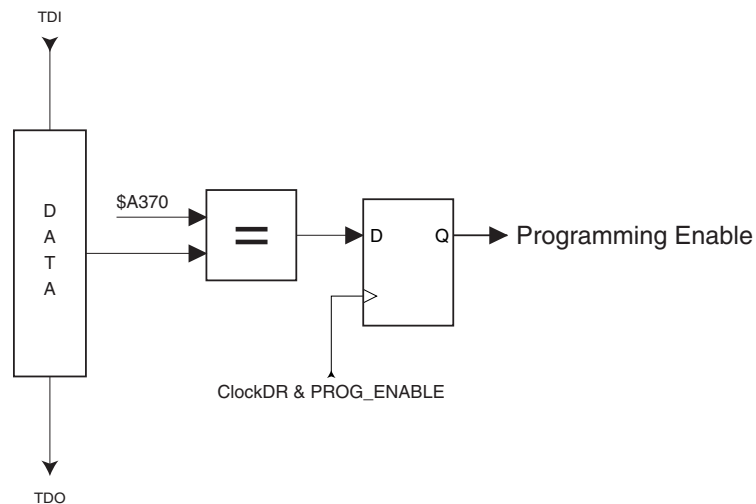 TDI
D
A
T
A
$A370
=
D
Q
Programming Enable
ClockDR & PROG_ENABLE
TDO